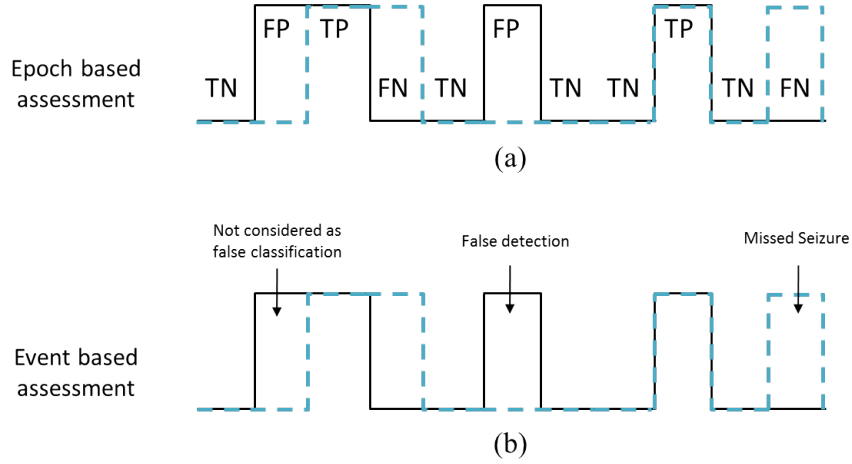 FP TP FP TP
Epoch based
assessment
TN FN TN TN TN TN FN
(a)
Not considered as
false classification
False detection
Missed Seizure
Event based
assessment
(b)